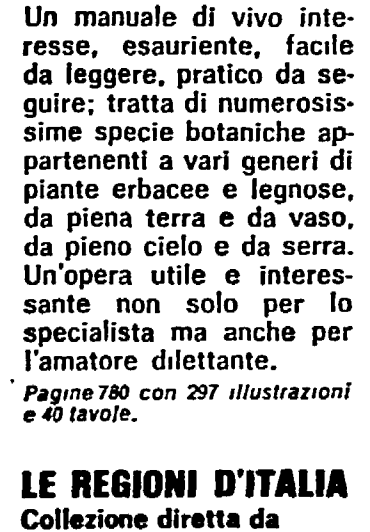 Un manuale di vivo inte-
resse, esauriente, facile
da leggere, pratico da se-
guire; tratta di numerosis-
sime specie botaniche ap-
partenenti a vari generi di
piante erbacee e legnose,
da piena terra e da vaso,
da pieno cielo e da serra.
Un'opera utile e interes-
sante non solo per lo
specialista ma anche per
l'amatore dilettante.
Pagine 780 con 297 illustrazioni
e 40 tavole.
LE REGIONI D'ITALIA
Collezione diretta da